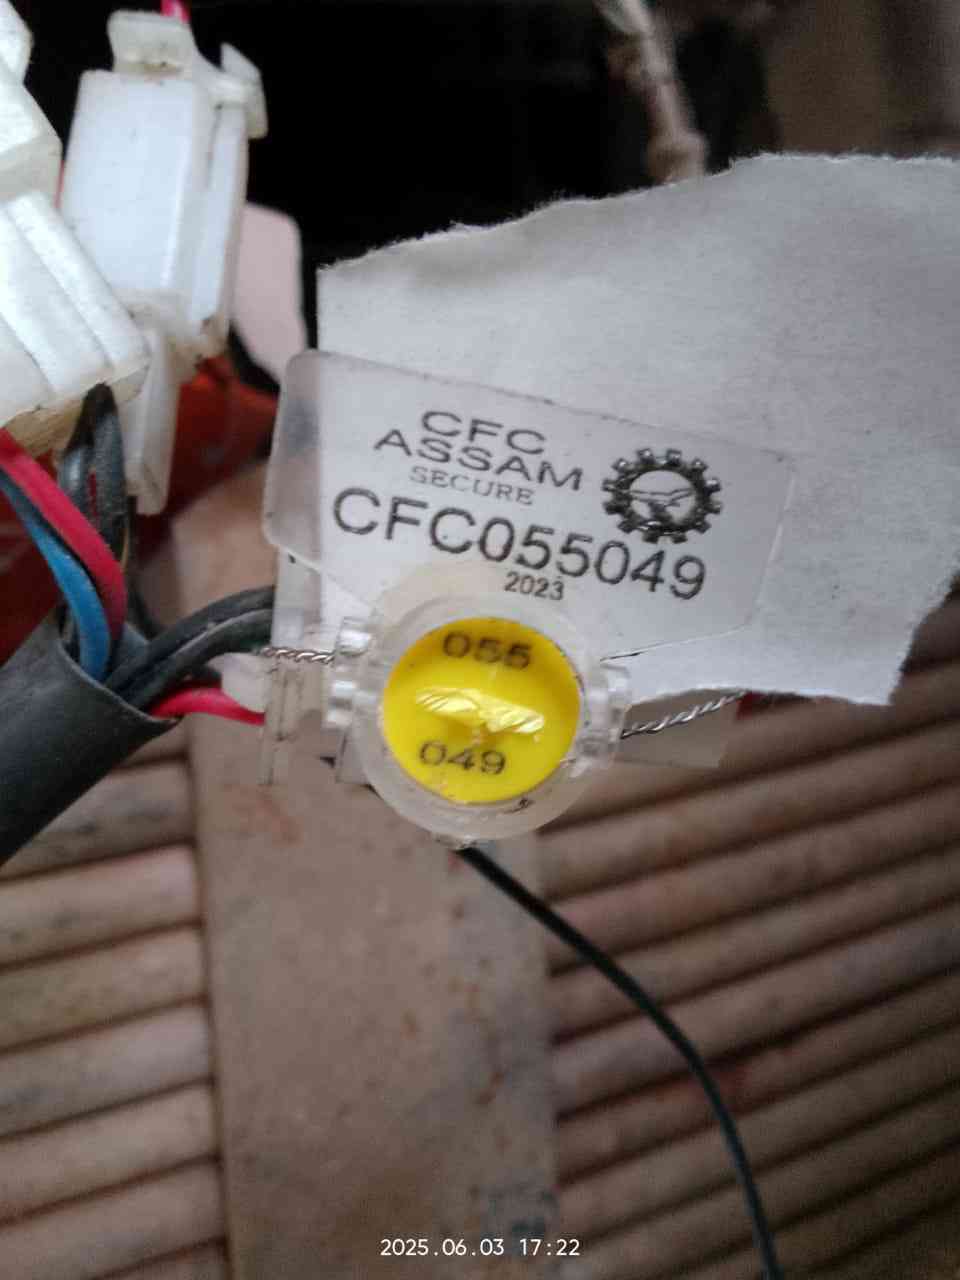 CFC
ASSAM
SECURE
CFC055049
2023
055
049
2025.06.03 17:22